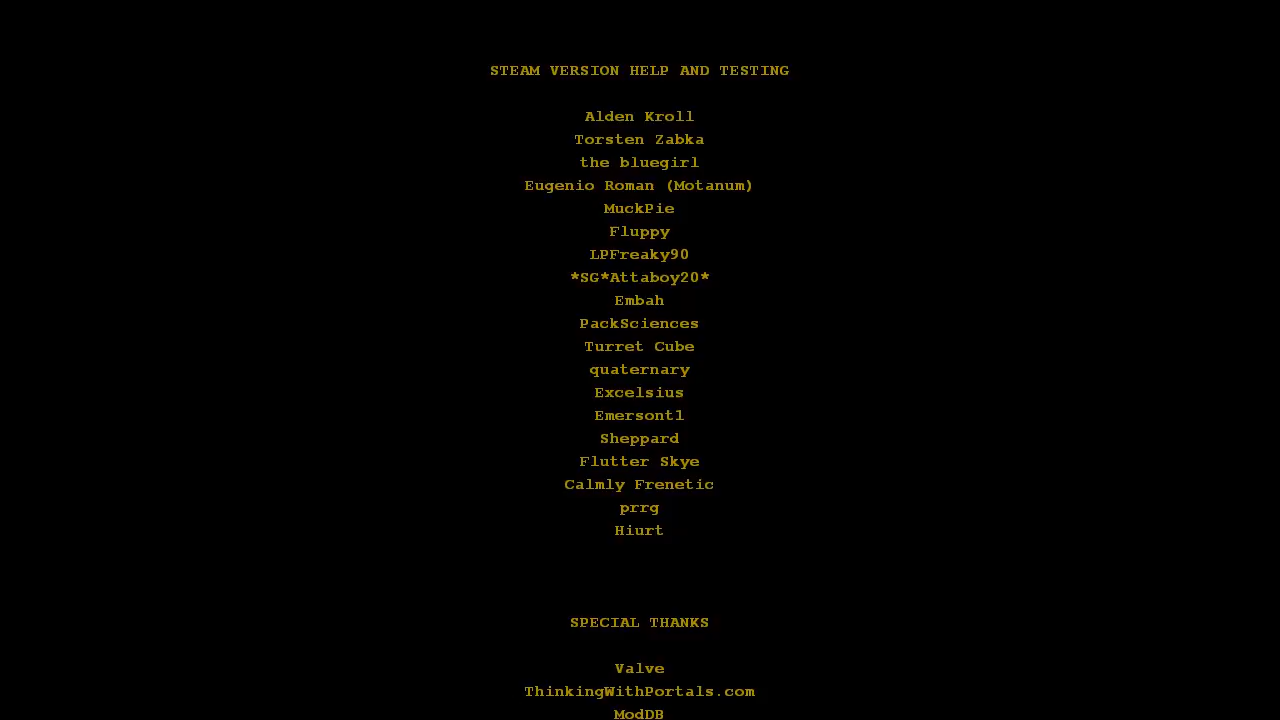 STEAM VERSION HELP AND TESTING
Alden Kroll
Torsten Zabka
the bluegirl
Eugenio Roman (Motanum)
MuckPie
Fluppy
LPFreaky90
*SG*Attaboy20*
Embah
PackSciences
Turret Cube
quaternary
Excelsius
Emersont1
Sheppard
Flutter Skye
Calmly Frenetic
prrg
Hiurt
SPECIAL THANKS
Valve
ThinkingWithPortals.com
ModDB